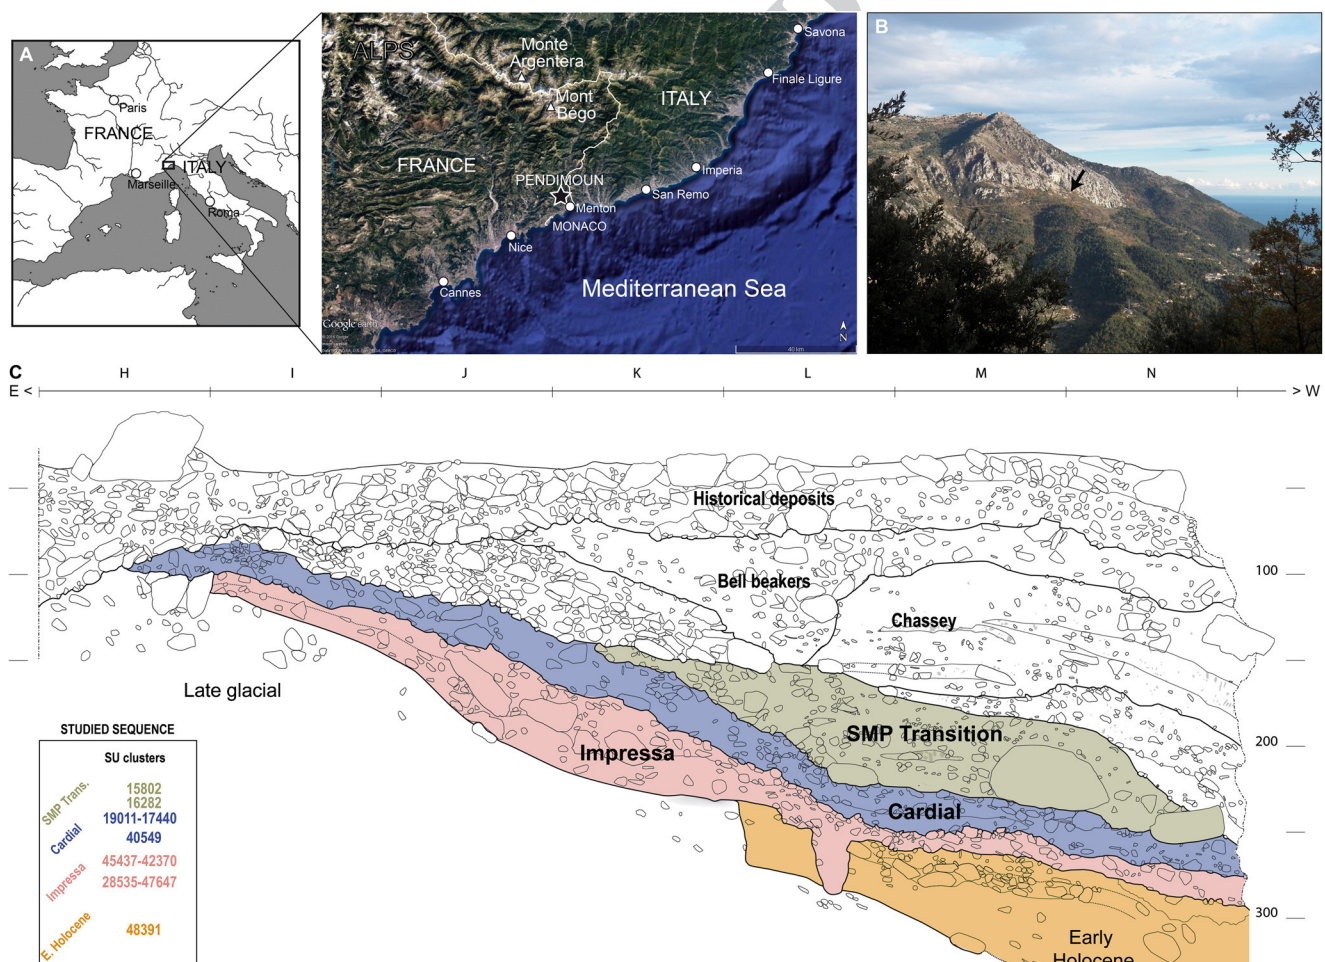 A
Paris
FRANCE
ITALY
Marseille
Roma
ALPS
Monte
Argentera
Mont
Bégo
ITALY
FRANCE
PENDIMOUN
Menton
MONACO
Nice
Cannes
San Remo
Imperia
Finale Ligure
Savona
Mediterranean Sea
Google earth
N
40 km
B
C
H I J K L M N
E < > W
Historical deposits
Bell beakers
100
Chassey
Late glacial
SMP Transition
200
Impressa
Cardial
300
Early
Holocene
STUDIED SEQUENCE
SU clusters
SMP Trans.
15802
16282
Cardial
19011-17440
40549
Impressa
45437-42370
28535-47647
E. Holocene
48391